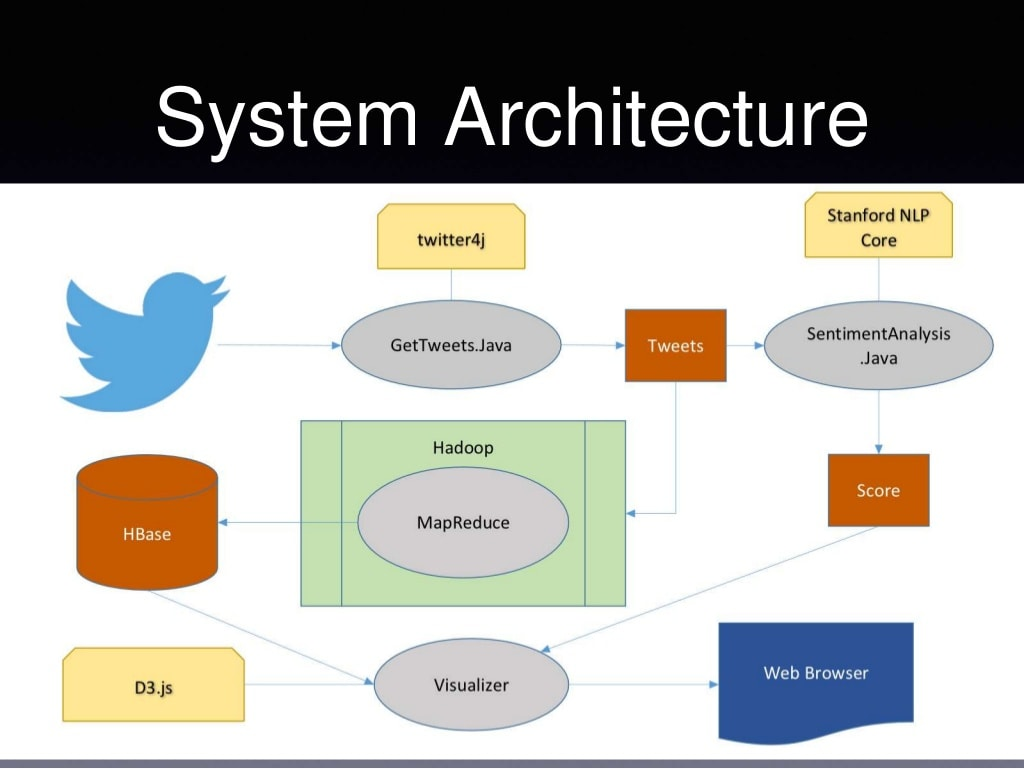 System Architecture
twitter4j
Stanford NLP
Core
GetTweets.Java
Tweets
SentimentAnalysis
.Java
Hadoop
MapReduce
HBase
Score
D3.js
Visualizer
Web Browser